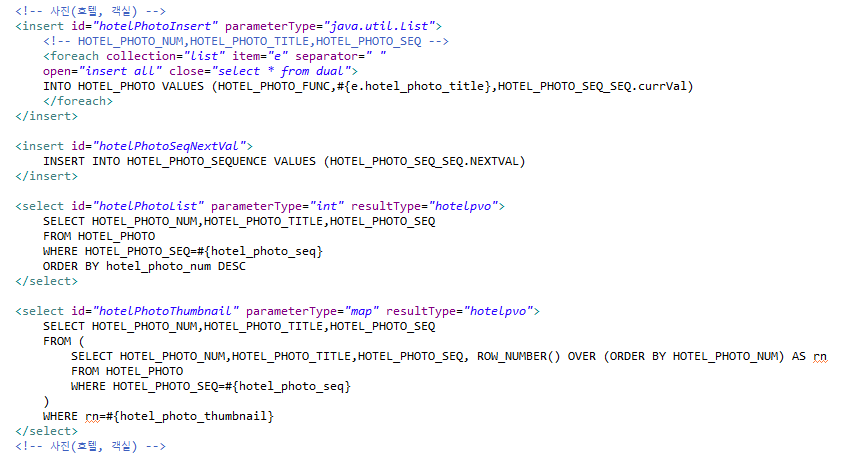 <!-- 사진(호텔, 객실) -->
<insert id="hotelPhotoInsert" parameterType="java.util.List">
<!-- HOTEL_PHOTO_NUM,HOTEL_PHOTO_TITLE,HOTEL_PHOTO_SEQ -->
<foreach collection="list" item="e" separator=" "
open="insert all" close="select * from dual">
INTO HOTEL_PHOTO VALUES (HOTEL_PHOTO_FUNC,#{e.hotel_photo_title},HOTEL_PHOTO_SEQ_SEQ.currVal)
</foreach>
</insert>
<insert id="hotelPhotoSeqNextVal">
INSERT INTO HOTEL_PHOTO_SEQUENCE VALUES (HOTEL_PHOTO_SEQ_SEQ.NEXTVAL)
</insert>
<select id="hotelPhotoList" parameterType="int" resultType="hotelpvo">
SELECT HOTEL_PHOTO_NUM,HOTEL_PHOTO_TITLE,HOTEL_PHOTO_SEQ
FROM HOTEL_PHOTO
WHERE HOTEL_PHOTO_SEQ=#{hotel_photo_seq}
ORDER BY hotel_photo_num DESC
</select>
<select id="hotelPhotoThumbnail" parameterType="map" resultType="hotelpvo">
SELECT HOTEL_PHOTO_NUM,HOTEL_PHOTO_TITLE,HOTEL_PHOTO_SEQ
FROM (
SELECT HOTEL_PHOTO_NUM,HOTEL_PHOTO_TITLE,HOTEL_PHOTO_SEQ, ROW_NUMBER() OVER (ORDER BY HOTEL_PHOTO_NUM) AS rn
FROM HOTEL_PHOTO
WHERE HOTEL_PHOTO_SEQ=#{hotel_photo_seq}
)
WHERE rn=#{hotel_photo_thumbnail}
</select>
<!-- 사진(호텔, 객실) -->